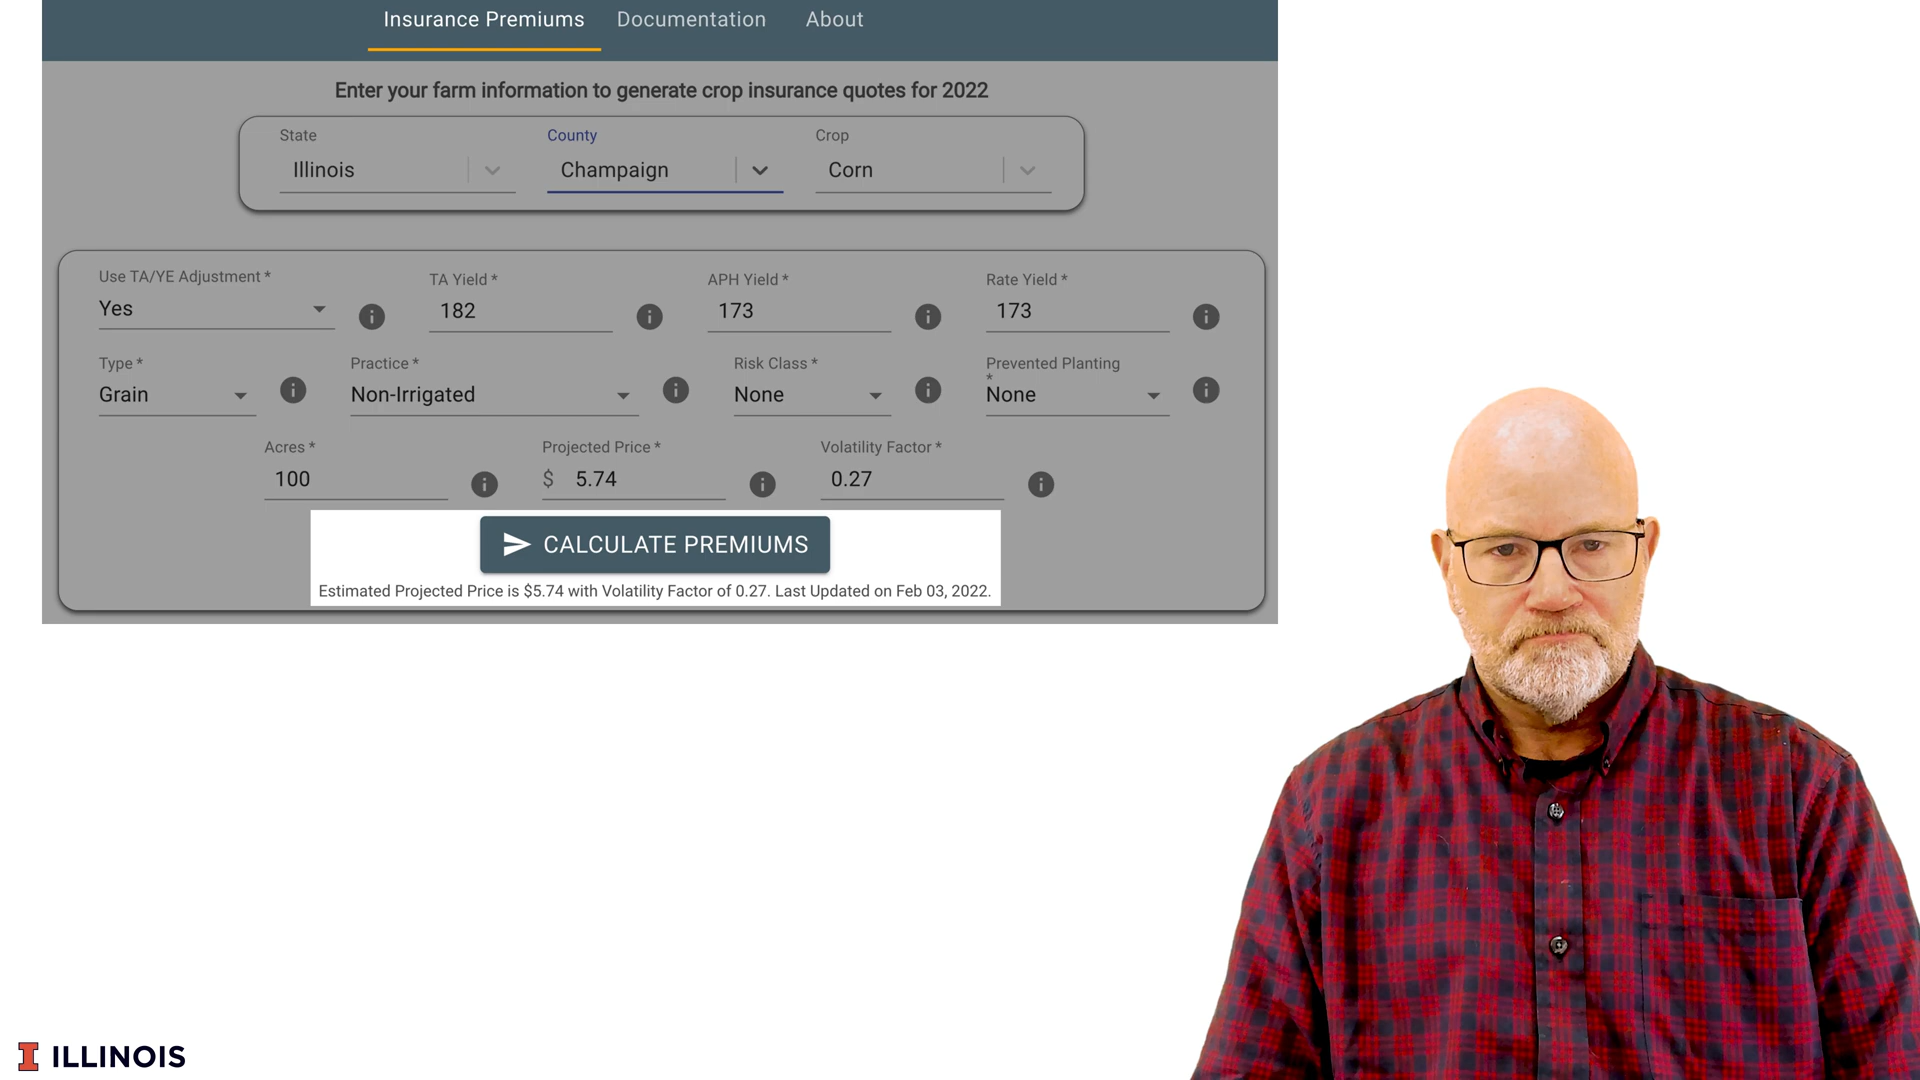 Insurance Premiums Documentation About
Enter your farm information to generate crop insurance quotes for 2022
State County Crop
Illinois Champaign Corn
Use TA/YE Adjustment * TA Yield * APH Yield * Rate Yield *
Yes 182 173 173
Type * Practice * Risk Class * Prevented Planting *
Grain Non-Irrigated None None
Acres * Projected Price * Volatility Factor *
100 $ 5.74 0.27
CALCULATE PREMIUMS
Estimated Projected Price is $5.74 with Volatility Factor of 0.27. Last Updated on Feb 03, 2022.
I ILLINOIS